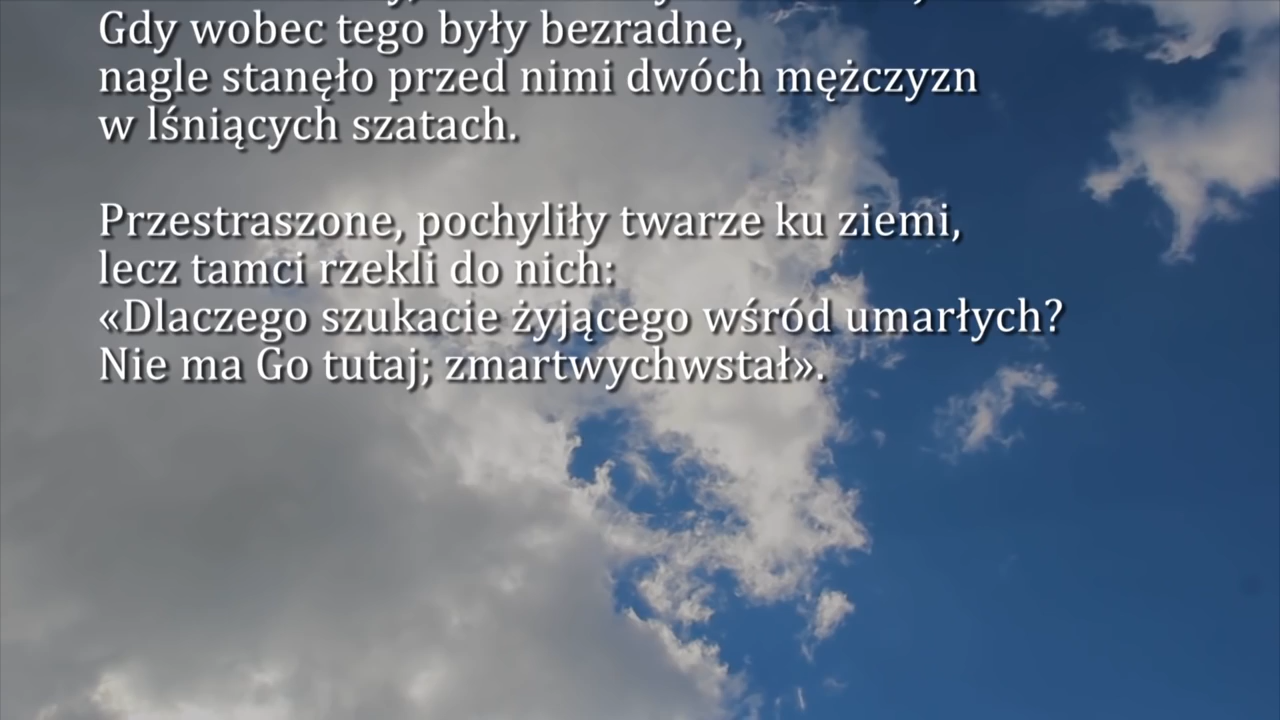 Gdy wobec tego były bezradne,
nagle stanęło przed nimi dwóch mężczyzn
w lśniących szatach.
Przestraszone, pochyliły twarze ku ziemi,
lecz tamci rzekli do nich:
«Dlaczego szukacie żyjącego wśród umarłych?
Nie ma Go tutaj; zmartwychwstał».